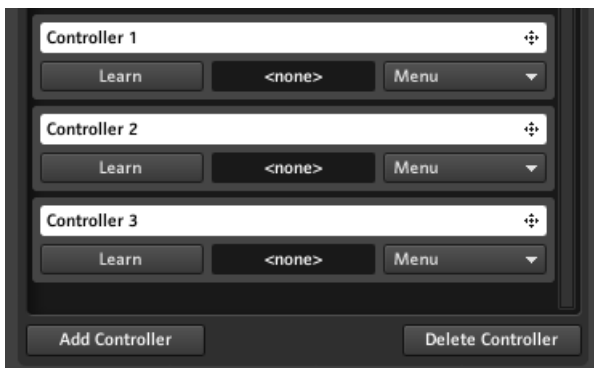 Controller 1
Learn <none> Menu
Controller 2
Learn <none> Menu
Controller 3
Learn <none> Menu
Add Controller Delete Controller